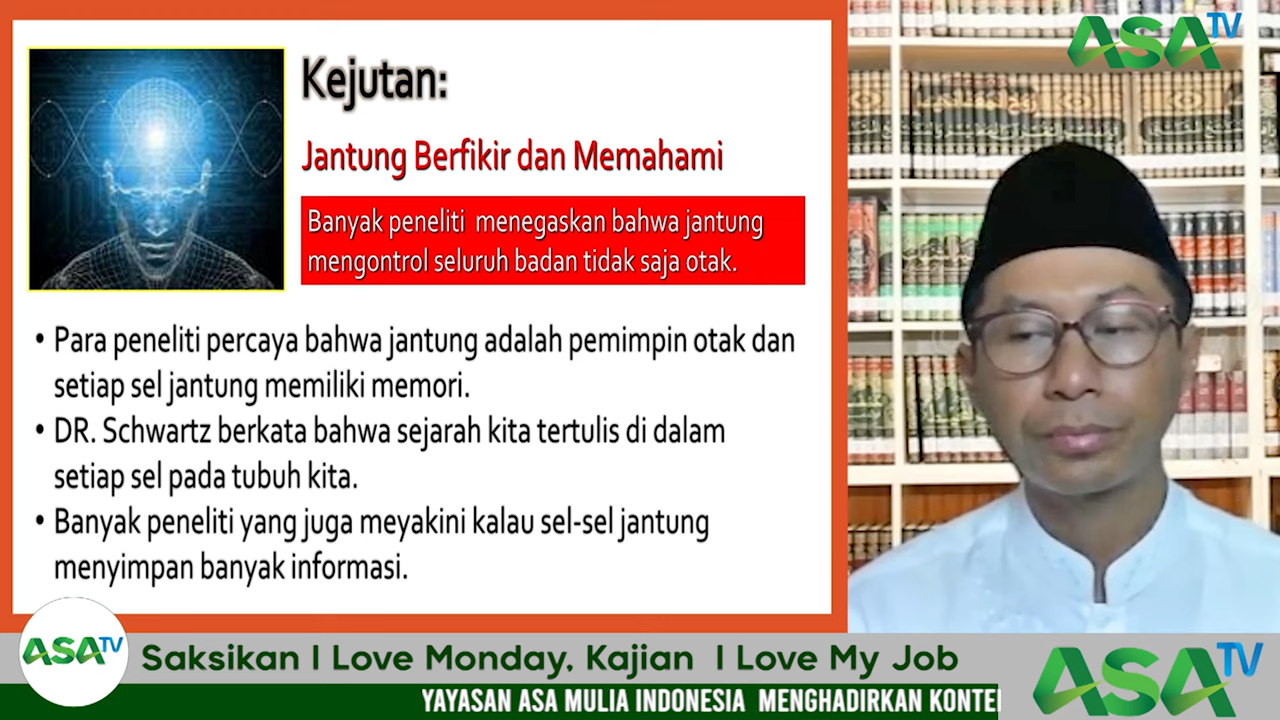 Kejutan:
Jantung Berfikir dan Memahami
Banyak peneliti menegaskan bahwa jantung
mengontrol seluruh badan tidak saja otak.
• Para peneliti percaya bahwa jantung adalah pemimpin otak dan
setiap sel jantung memiliki memori.
• DR. Schwartz berkata bahwa sejarah kita tertulis di dalam
setiap sel pada tubuh kita.
• Banyak peneliti yang juga meyakini kalau sel-sel jantung
menyimpan banyak informasi.
ASA TV
ASA TV
Saksikan I Love Monday, Kajian I Love My Job
YAYASAN ASA MULIA INDONESIA MENGHADIRKAN
ASA TV